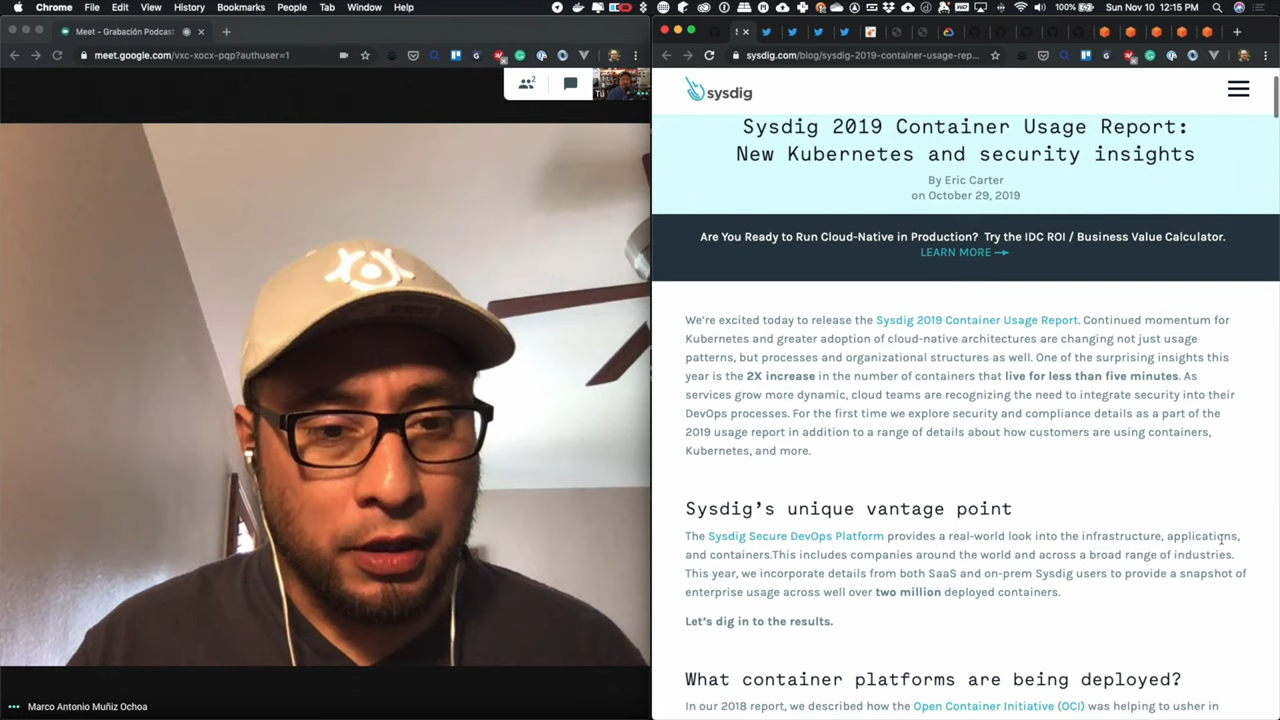 Chrome File Edit View History Bookmarks People Tab Window Help
100% Sun Nov 10 12:15 PM
Meet - Grabación Podcast
meet.google.com/vxc-xocx-pqp?authuser=1
2
Tú
Marco Antonio Muñiz Ochoa
S
sysdig.com/blog/sysdig-2019-container-usage-rep...
sysdig
Sysdig 2019 Container Usage Report:
New Kubernetes and security insights
By Eric Carter
on October 29, 2019
Are You Ready to Run Cloud-Native in Production? Try the IDC ROI / Business Value Calculator.
LEARN MORE
We're excited today to release the Sysdig 2019 Container Usage Report. Continued momentum for
Kubernetes and greater adoption of cloud-native architectures are changing not just usage
patterns, but processes and organizational structures as well. One of the surprising insights this
year is the 2X increase in the number of containers that live for less than five minutes. As
services grow more dynamic, cloud teams are recognizing the need to integrate security into their
DevOps processes. For the first time we explore security and compliance details as a part of the
2019 usage report in addition to a range of details about how customers are using containers,
Kubernetes, and more.
Sysdig's unique vantage point
The Sysdig Secure DevOps Platform provides a real-world look into the infrastructure, applications,
and containers.This includes companies around the world and across a broad range of industries.
This year, we incorporate details from both SaaS and on-prem Sysdig users to provide a snapshot of
enterprise usage across well over two million deployed containers.
Let's dig in to the results.
What container platforms are being deployed?
In our 2018 report, we described how the Open Container Initiative (OCI) was helping to usher in